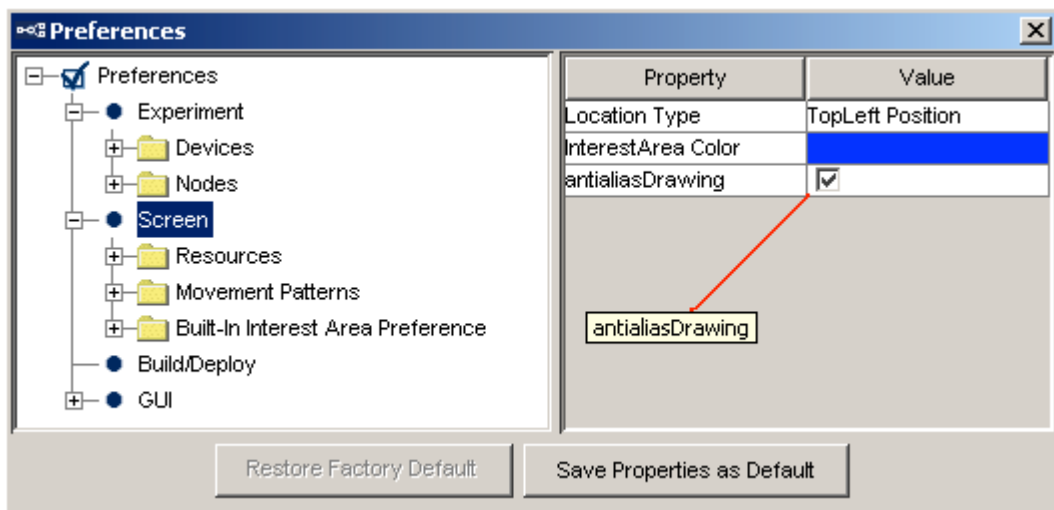 Preferences
Preferences
Experiment
Devices
Nodes
Screen
Resources
Movement Patterns
Built-In Interest Area Preference
Build/Deploy
GUI
Property Value
Location Type TopLeft Position
InterestArea Color
antialiasDrawing
antialiasDrawing
Restore Factory Default Save Properties as Default